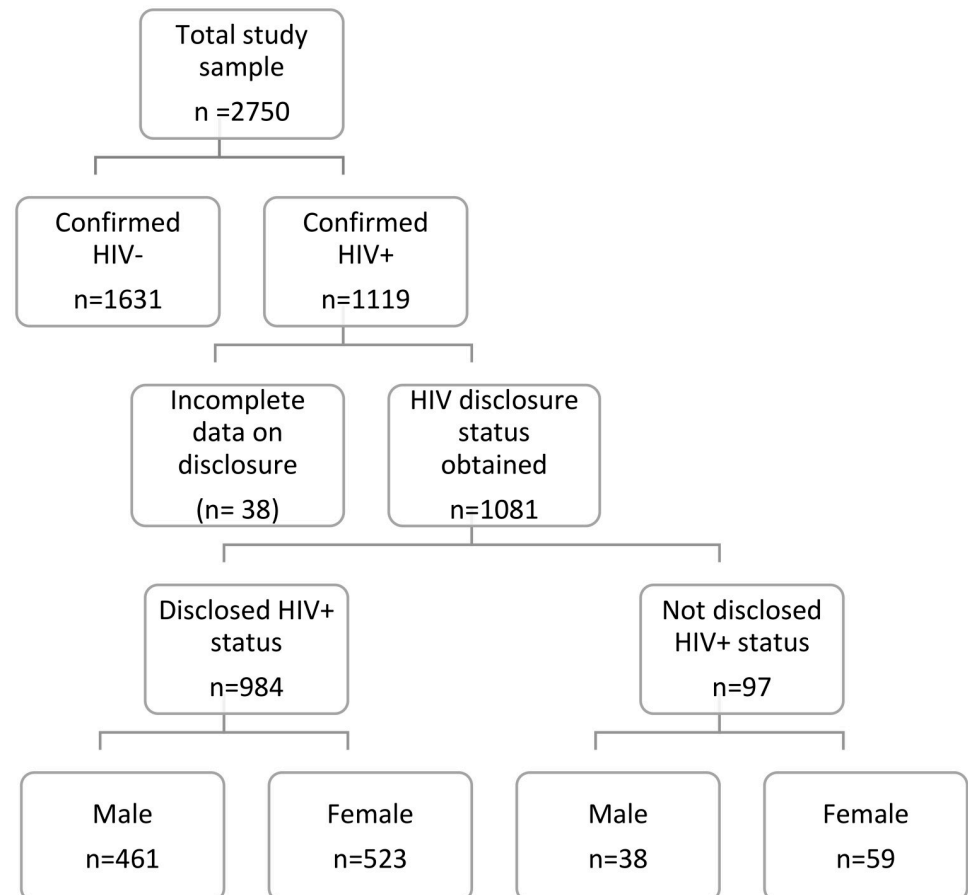 Total study
sample
n =2750
Confirmed
HIV-
n=1631
Confirmed
HIV+
n=1119
Incomplete
data on
disclosure
(n= 38)
HIV disclosure
status
obtained
n=1081
Disclosed HIV+
status
n=984
Not disclosed
HIV+ status
n=97
Male
n=461
Female
n=523
Male
n=38
Female
n=59